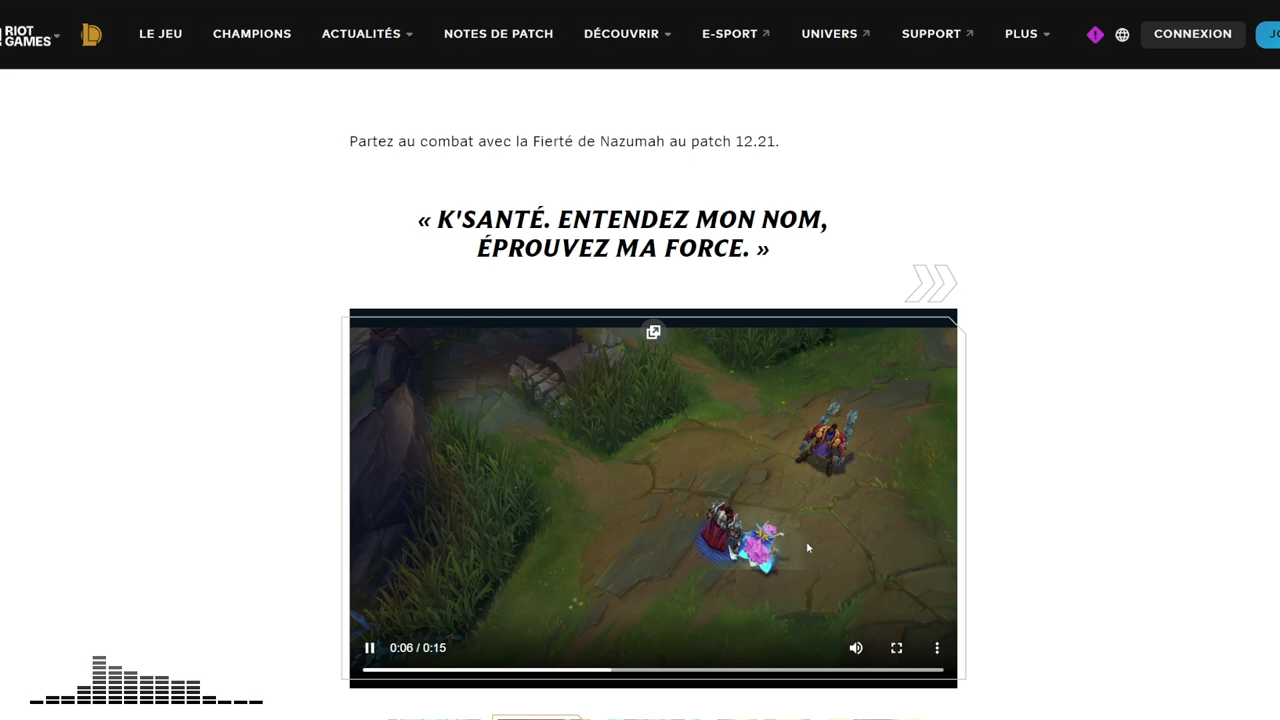 RIOT GAMES
LE JEU
CHAMPIONS
ACTUALITÉS
NOTES DE PATCH
DÉCOUVRIR
E-SPORT
UNIVERS
SUPPORT
PLUS
CONNEXION
Partez au combat avec la Fierté de Nazumah au patch 12.21.
« K'SANTÉ. ENTENDEZ MON NOM,
ÉPROUVEZ MA FORCE. »
0:06 / 0:15